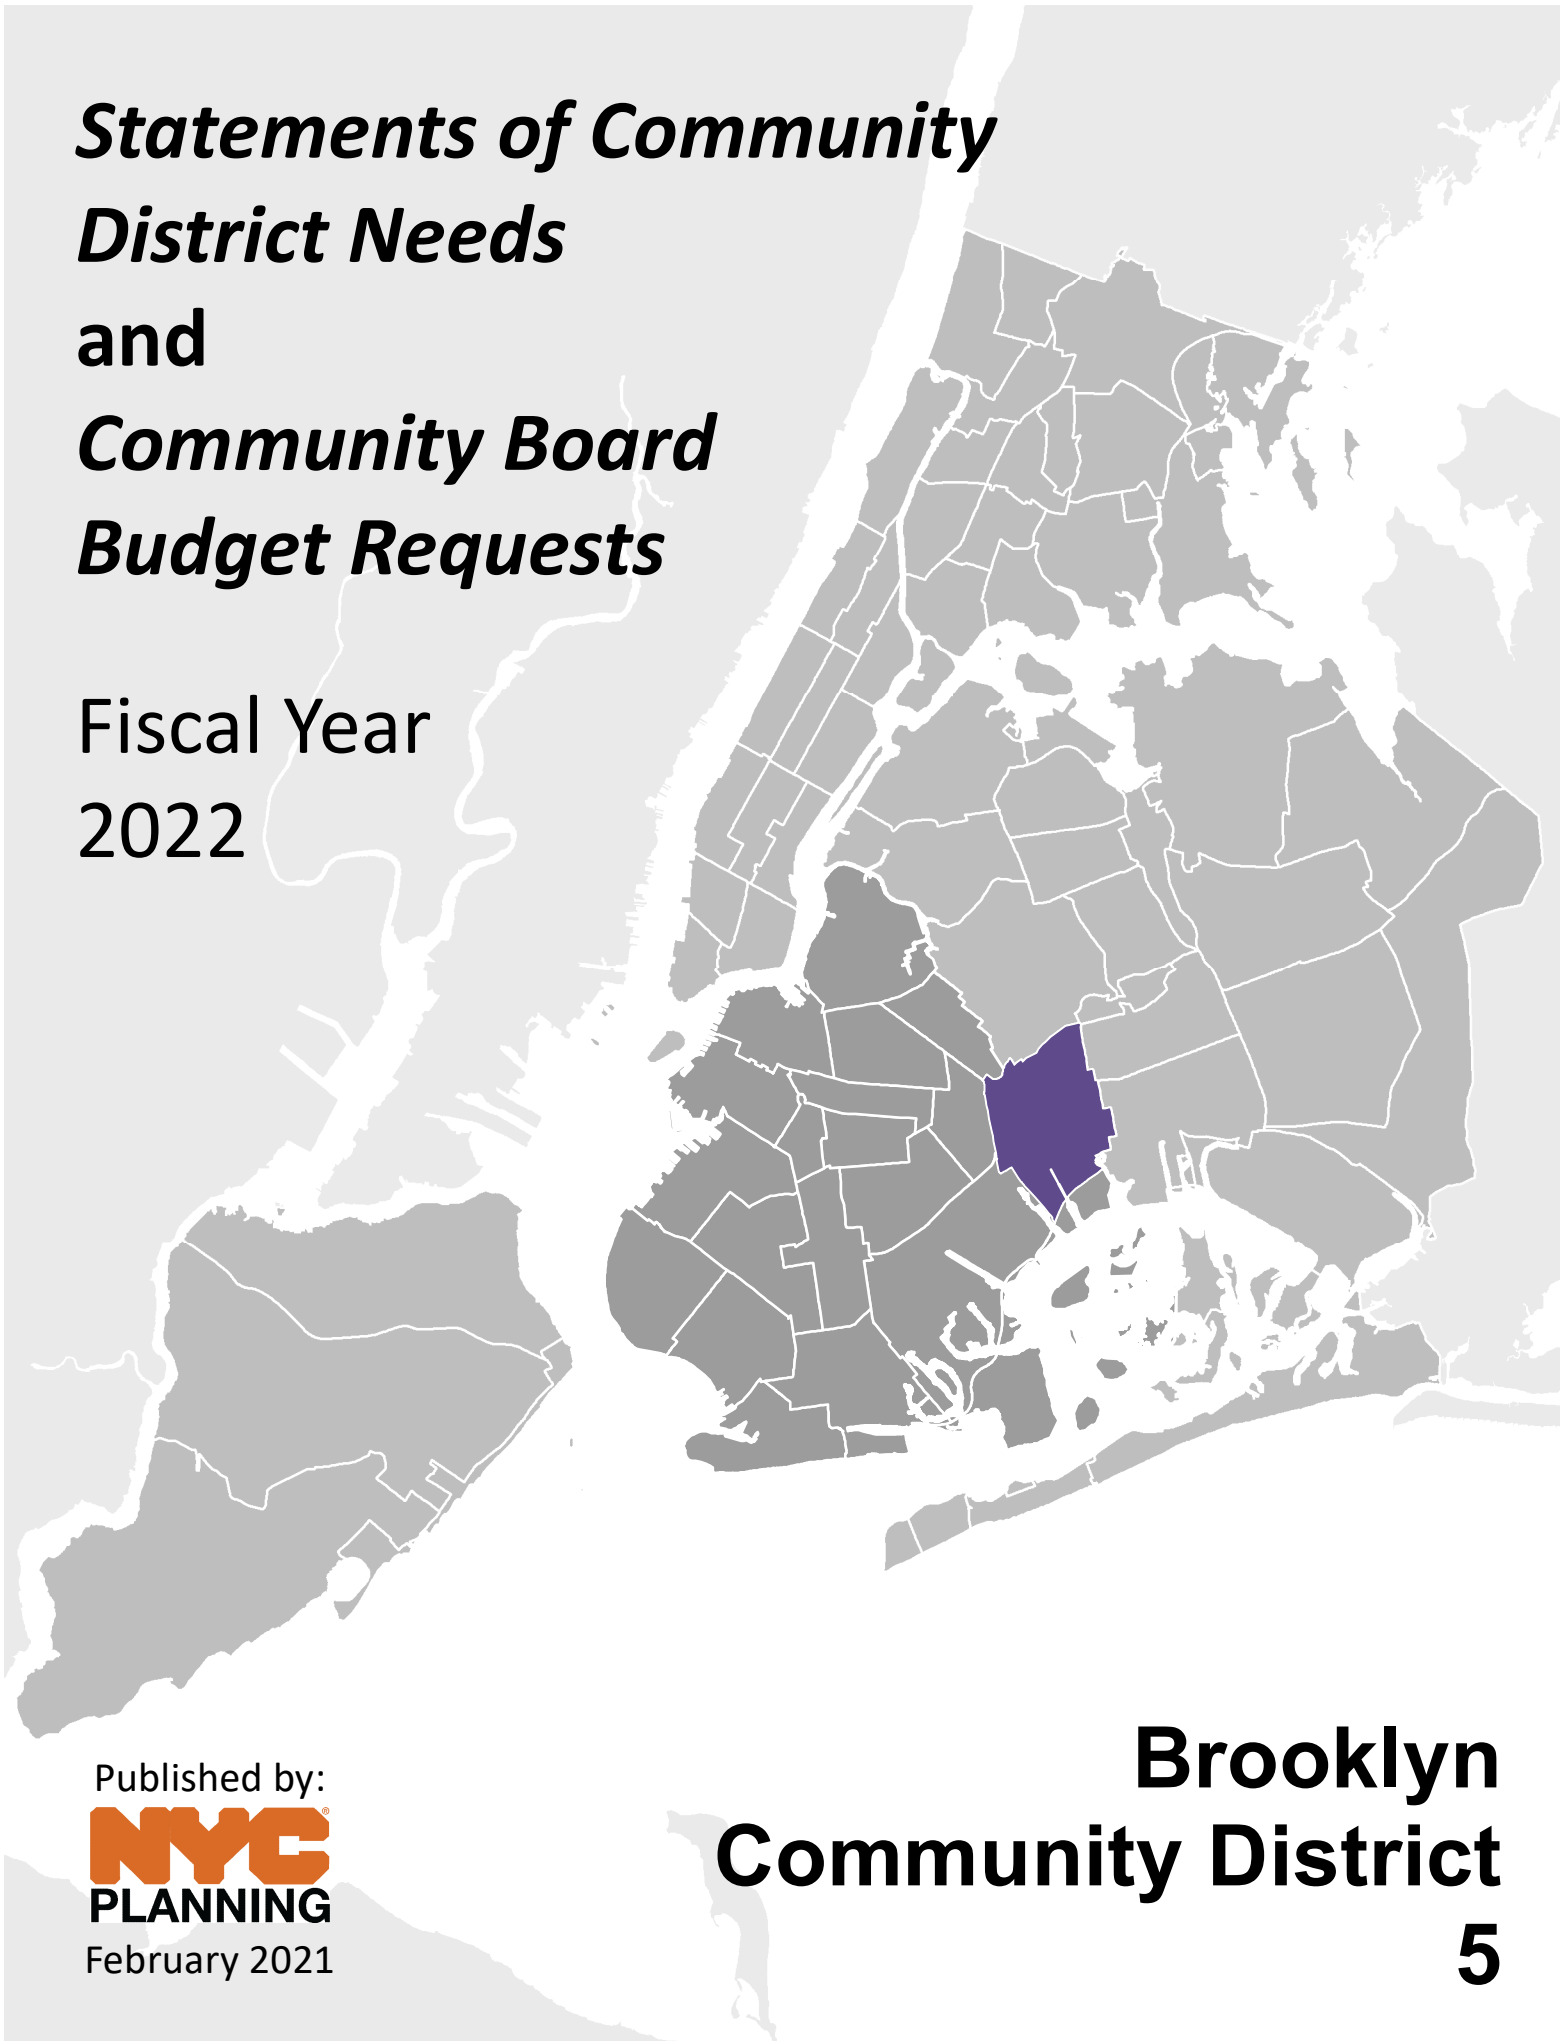 Statements of Community
District Needs
and
Community Board
Budget Requests
Fiscal Year
2022
Published by:
NYC®
PLANNING
February 2021
Brooklyn
Community District
5